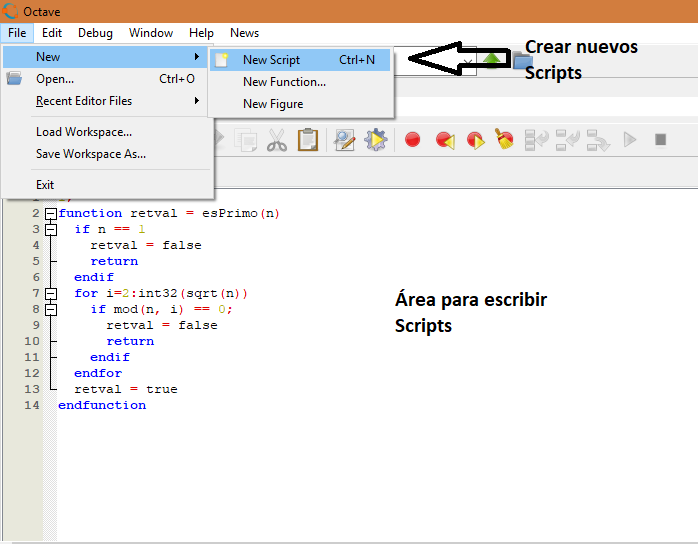 Octave
File Edit Debug Window Help News
New
New Script Ctrl+N
Open... Ctrl+O
New Function...
Recent Editor Files
New Figure
Load Workspace...
Save Workspace As...
Exit
Crear nuevos
Scripts
2 function retval = esPrimo(n)
3 if n == 1
4 retval = false
5 return
6 endif
7 for i=2:int32(sqrt(n))
8 if mod(n, i) == 0;
9 retval = false
10 return
11 endif
12 endfor
13 retval = true
14 endfunction
Área para escribir
Scripts